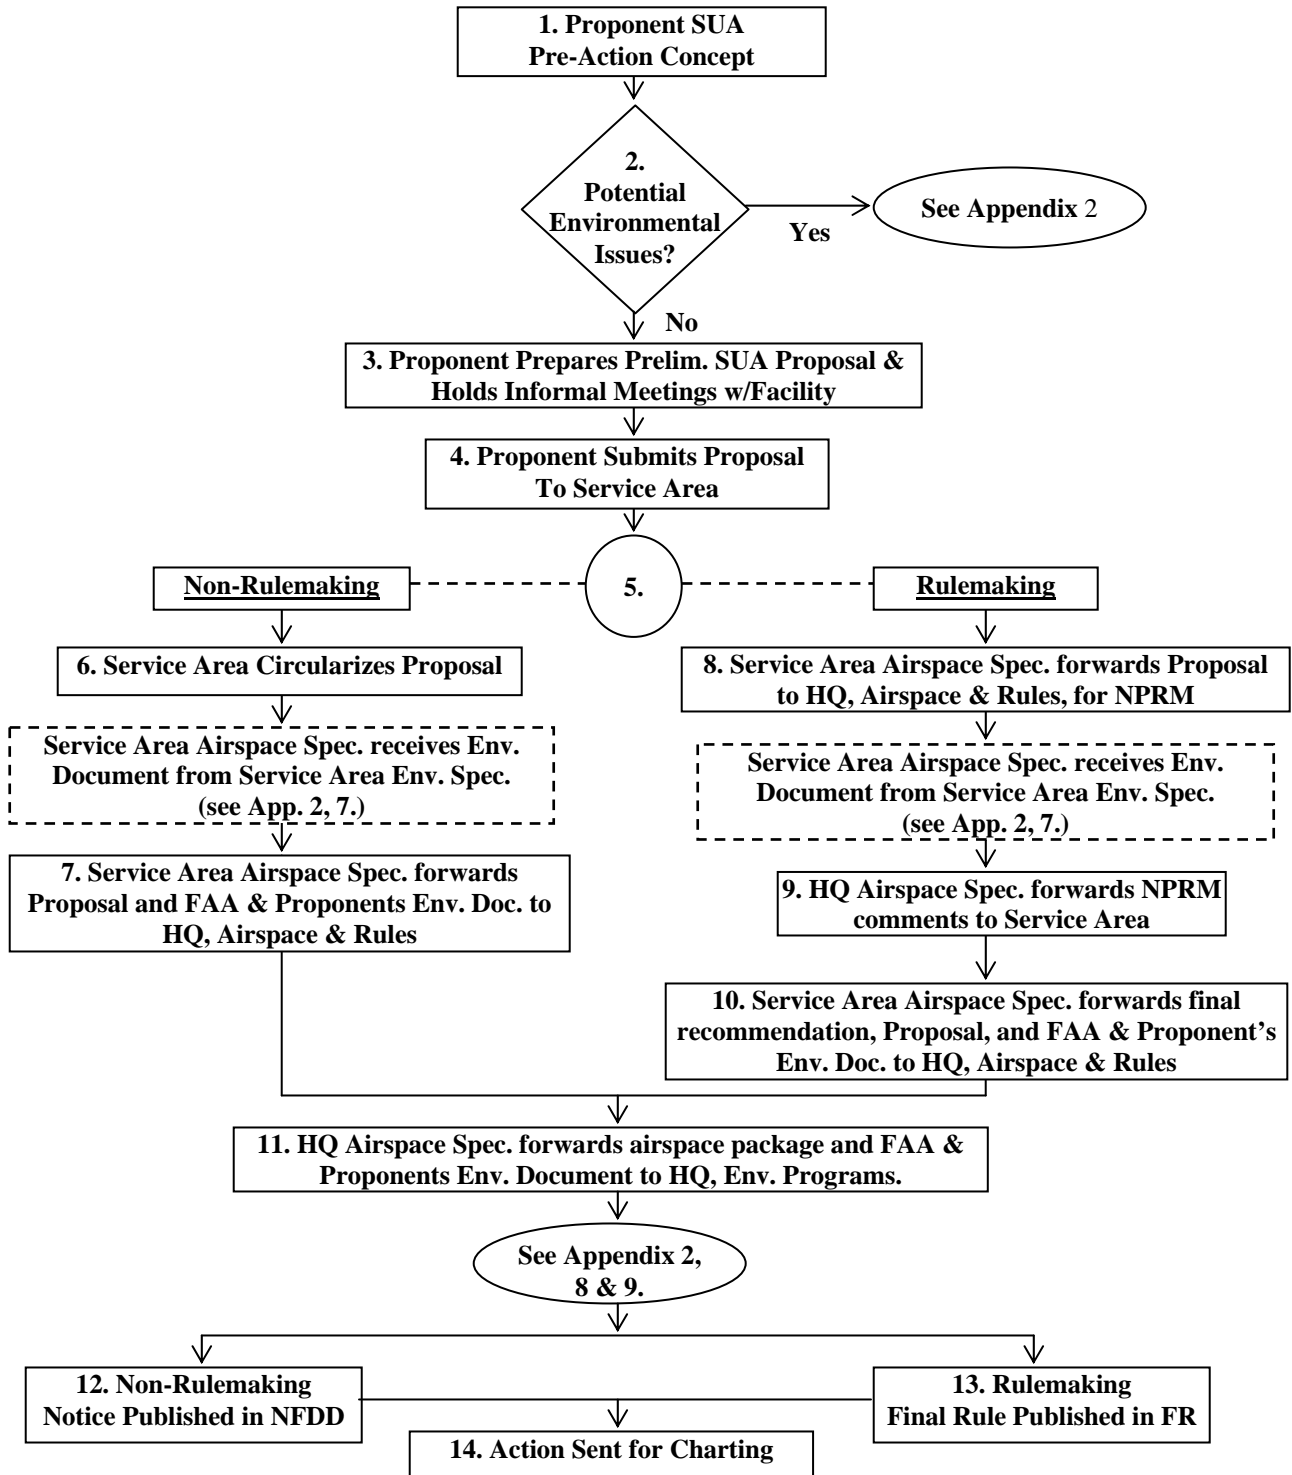 1. Proponent SUA
Pre-Action Concept
2.
Potential
Environmental
Issues?
Yes
See Appendix 2
No
3. Proponent Prepares Prelim. SUA Proposal &
Holds Informal Meetings w/Facility
4. Proponent Submits Proposal
To Service Area
5.
Non-Rulemaking
6. Service Area Circularizes Proposal
Service Area Airspace Spec. receives Env.
Document from Service Area Env. Spec.
(see App. 2, 7.)
7. Service Area Airspace Spec. forwards
Proposal and FAA & Proponents Env. Doc. to
HQ, Airspace & Rules
Rulemaking
8. Service Area Airspace Spec. forwards Proposal
to HQ, Airspace & Rules, for NPRM
Service Area Airspace Spec. receives Env.
Document from Service Area Env. Spec.
(see App. 2, 7.)
9. HQ Airspace Spec. forwards NPRM
comments to Service Area
10. Service Area Airspace Spec. forwards final
recommendation, Proposal, and FAA & Proponent’s
Env. Doc. to HQ, Airspace & Rules
11. HQ Airspace Spec. forwards airspace package and FAA &
Proponents Env. Document to HQ, Env. Programs.
See Appendix 2,
8 & 9.
12. Non-Rulemaking
Notice Published in NFDD
13. Rulemaking
Final Rule Published in FR
14. Action Sent for Charting